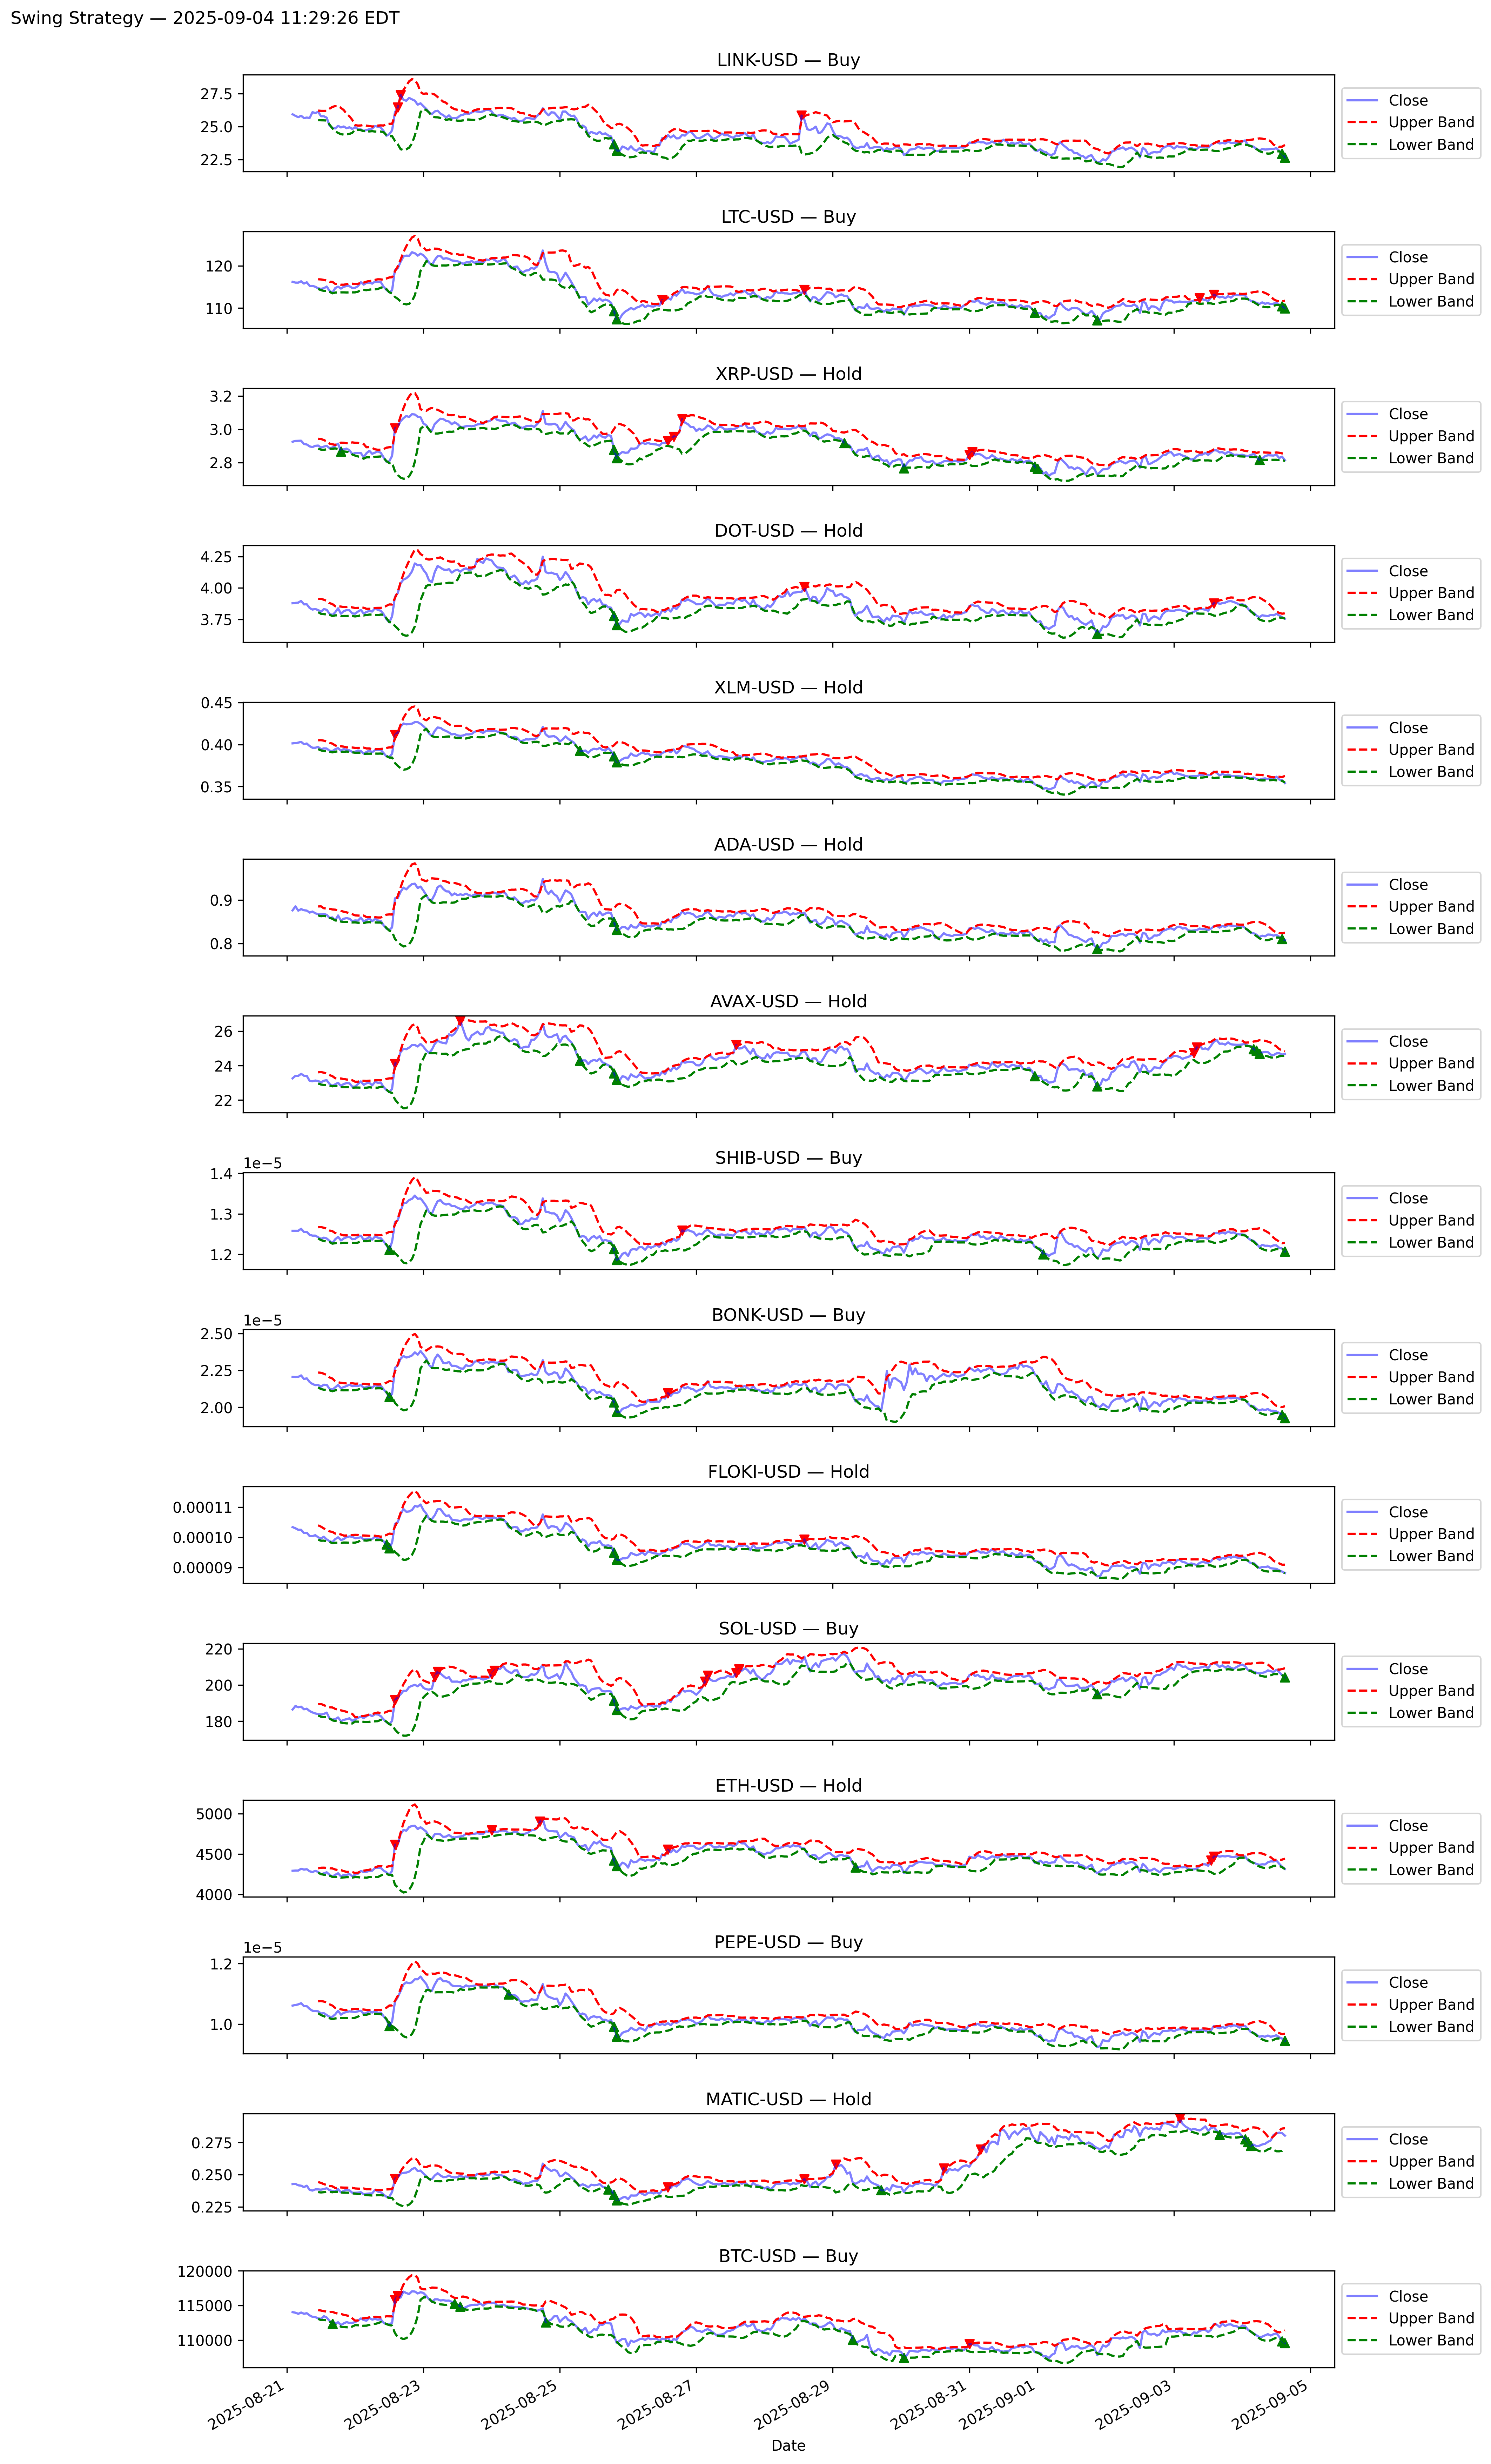 Swing Strategy — 2025-09-04 11:29:26 EDT
LINK-USD — Buy
27.5
25.0
22.5
Close
Upper Band
Lower Band
LTC-USD — Buy
120
110
Close
Upper Band
Lower Band
XRP-USD — Hold
3.2
3.0
2.8
Close
Upper Band
Lower Band
DOT-USD — Hold
4.25
4.00
3.75
Close
Upper Band
Lower Band
XLM-USD — Hold
0.45
0.40
0.35
Close
Upper Band
Lower Band
ADA-USD — Hold
0.9
0.8
Close
Upper Band
Lower Band
AVAX-USD — Hold
26
24
22
Close
Upper Band
Lower Band
SHIB-USD — Buy
1e−5
1.4
1.3
1.2
Close
Upper Band
Lower Band
BONK-USD — Buy
1e−5
2.50
2.25
2.00
Close
Upper Band
Lower Band
FLOKI-USD — Hold
0.00011
0.00010
0.00009
Close
Upper Band
Lower Band
SOL-USD — Buy
220
200
180
Close
Upper Band
Lower Band
ETH-USD — Hold
5000
4500
4000
Close
Upper Band
Lower Band
PEPE-USD — Buy
1e−5
1.2
1.0
Close
Upper Band
Lower Band
MATIC-USD — Hold
0.275
0.250
0.225
Close
Upper Band
Lower Band
BTC-USD — Buy
120000
115000
110000
Close
Upper Band
Lower Band
2025-08-21
2025-08-23
2025-08-25
2025-08-27
2025-08-29
2025-08-31
2025-09-01
2025-09-03
2025-09-05
Date